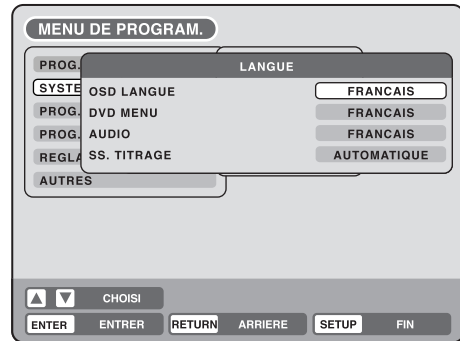 MENU DE PROGRAM.
PROG.
LANGUE
SYSTE
OSD LANGUE FRANCAIS
PROG.
DVD MENU FRANCAIS
PROG.
AUDIO FRANCAIS
REGLA
SS. TITRAGE AUTOMATIQUE
AUTRES
CHOISI
ENTER ENTRER RETURN ARRIERE SETUP FIN